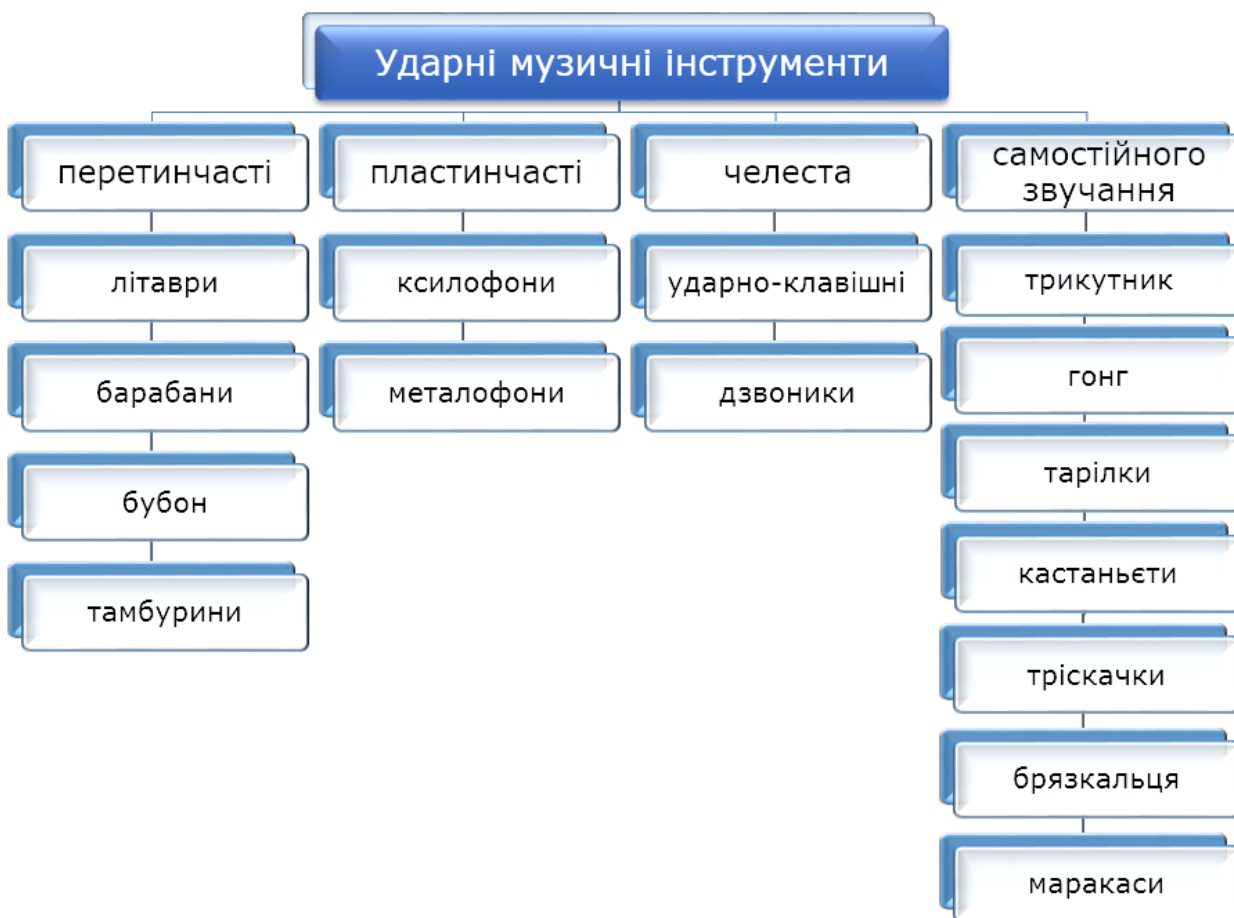 Ударні музичні інструменти
перетинчасті
літаври
барабани
бубон
тамбурини
пластинчасті
ксилофони
металофони
челеста
ударно-клавішні
дзвоники
самостійного
звучання
трикутник
гонг
тарілки
кастаньєти
тріскачки
брязкальця
маракаси